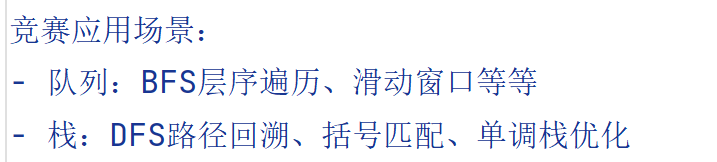 竞赛应用场景：
- 队列：BFS层序遍历、滑动窗口等等
- 栈：DFS路径回溯、括号匹配、单调栈优化